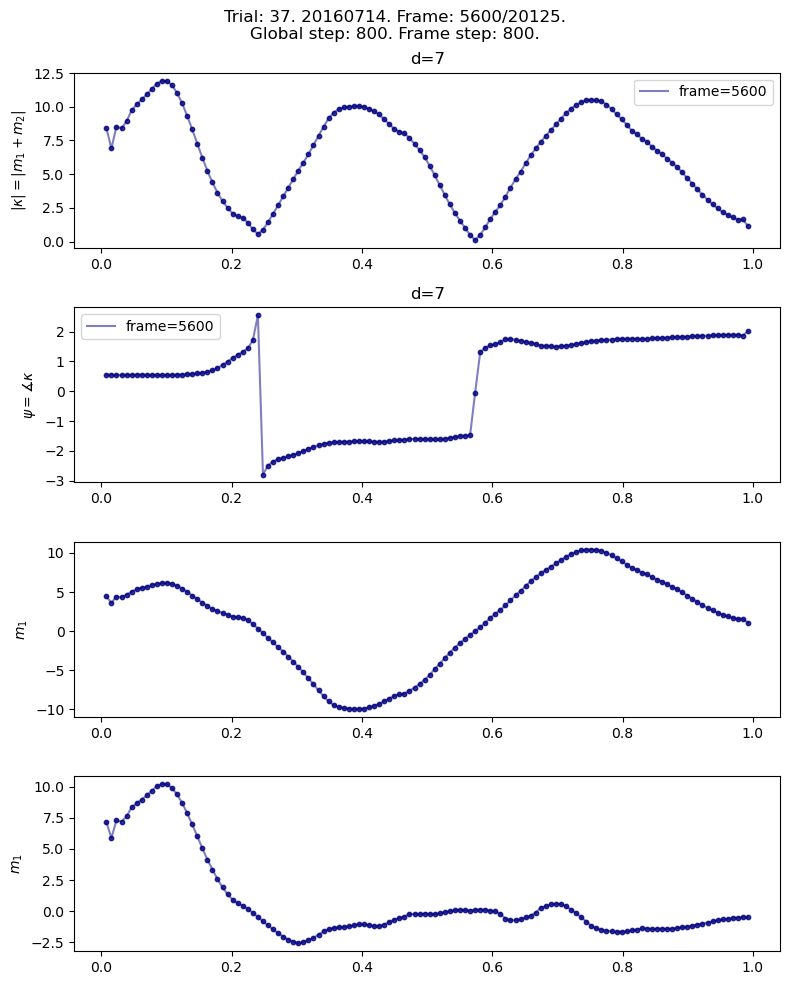 Trial: 37. 20160714. Frame: 5600/20125.
Global step: 800. Frame step: 800.
d=7
|κ| = |m₁ + m₂|
12.5
10.0
7.5
5.0
2.5
0.0
frame=5600
0.0 0.2 0.4 0.6 0.8 1.0
d=7
ψ = ∡κ
2
1
0
−1
−2
−3
frame=5600
0.0 0.2 0.4 0.6 0.8 1.0
m₁
10
5
0
−5
−10
0.0 0.2 0.4 0.6 0.8 1.0
m₁
10.0
7.5
5.0
2.5
0.0
−2.5
0.0 0.2 0.4 0.6 0.8 1.0